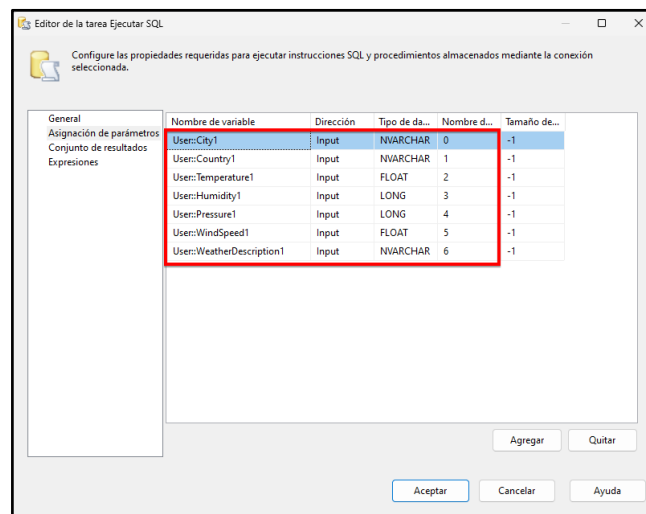 Editor de la tarea Ejecutar SQL
Configure las propiedades requeridas para ejecutar instrucciones SQL y procedimientos almacenados mediante la conexión
seleccionada.
General
Asignación de parámetros
Conjunto de resultados
Expresiones
Nombre de variable Dirección Tipo de da... Nombre d... Tamaño de...
User::City1 Input NVARCHAR 0 -1
User::Country1 Input NVARCHAR 1 -1
User::Temperature1 Input FLOAT 2 -1
User::Humidity1 Input LONG 3 -1
User::Pressure1 Input LONG 4 -1
User::WindSpeed1 Input FLOAT 5 -1
User::WeatherDescription1 Input NVARCHAR 6 -1
Agregar Quitar
Aceptar Cancelar Ayuda